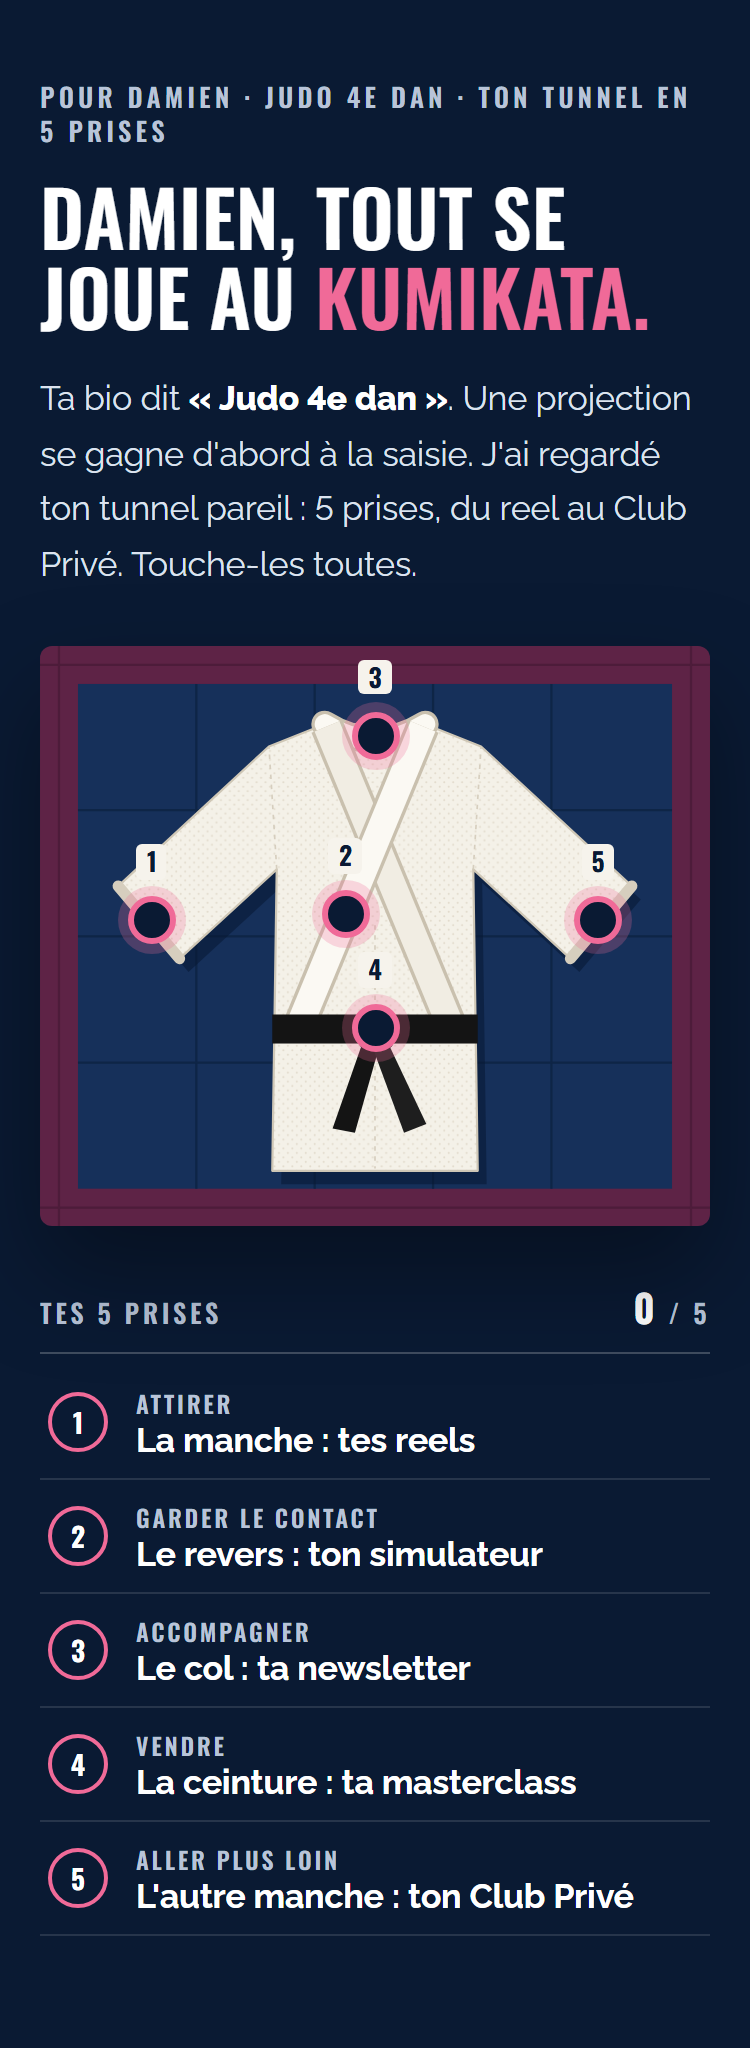 POUR DAMIEN · JUDO 4E DAN · TON TUNNEL EN
5 PRISES
DAMIEN, TOUT SE
JOUE AU KUMIKATA.
Ta bio dit « Judo 4e dan ». Une projection
se gagne d'abord à la saisie. J'ai regardé
ton tunnel pareil : 5 prises, du reel au Club
Privé. Touche-les toutes.
3
1
2
5
4
TES 5 PRISES
0 / 5
1
ATTIRER
La manche : tes reels
2
GARDER LE CONTACT
Le revers : ton simulateur
3
ACCOMPAGNER
Le col : ta newsletter
4
VENDRE
La ceinture : ta masterclass
5
ALLER PLUS LOIN
L'autre manche : ton Club Privé